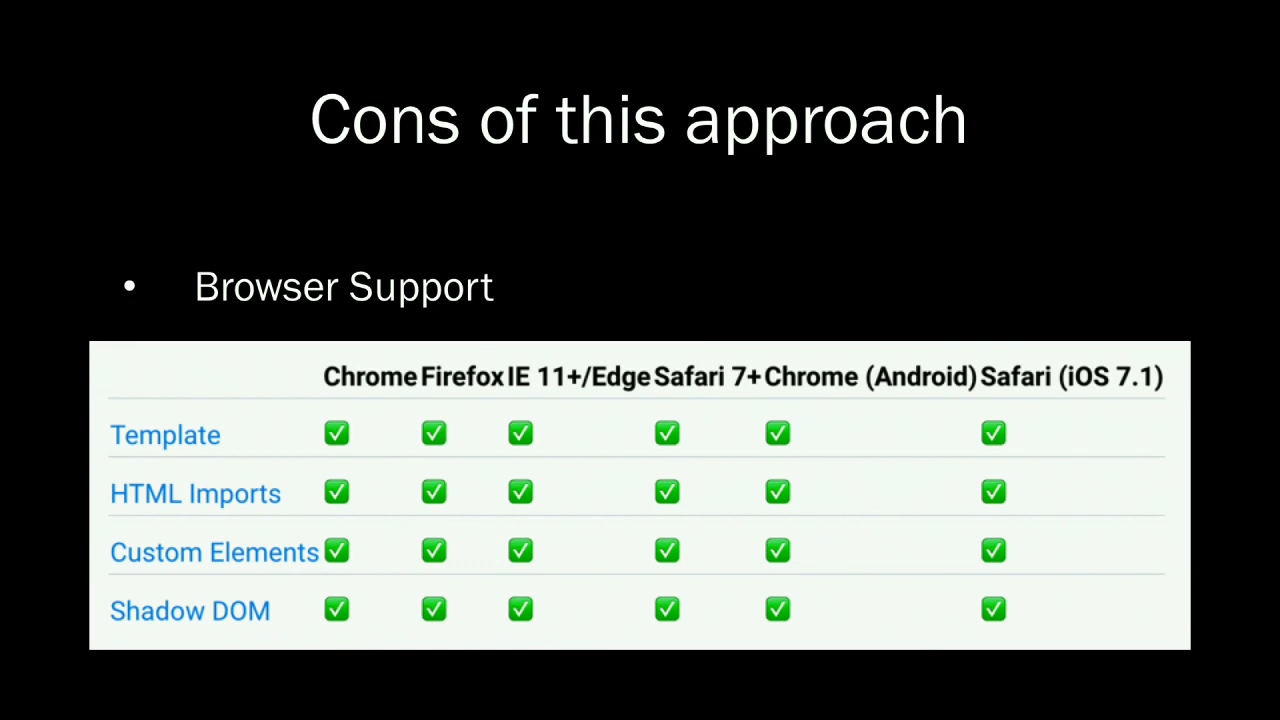 Cons of this approach
• Browser Support
Chrome Firefox IE 11+/Edge Safari 7+ Chrome (Android) Safari (iOS 7.1)
Template ✅ ✅ ✅ ✅ ✅ ✅
HTML Imports ✅ ✅ ✅ ✅ ✅ ✅
Custom Elements ✅ ✅ ✅ ✅ ✅ ✅
Shadow DOM ✅ ✅ ✅ ✅ ✅ ✅